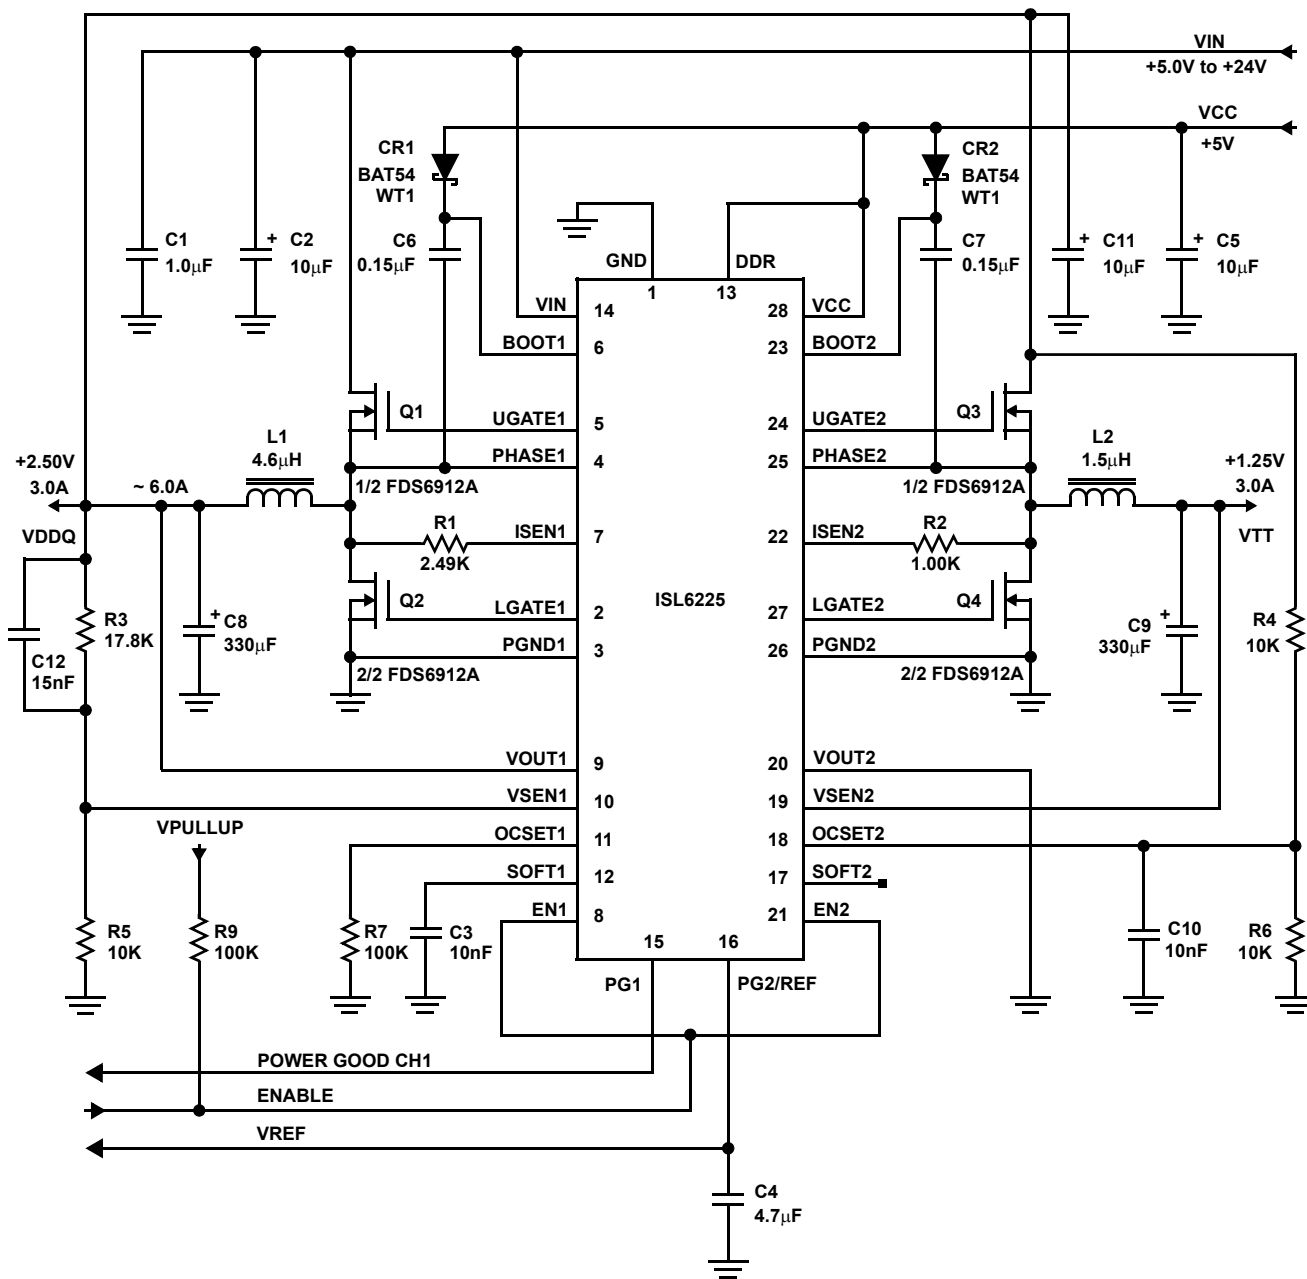 VIN
+5.0V to +24V
VCC
+5V
CR1
BAT54
WT1
CR2
BAT54
WT1
C1
1.0µF
+ C2
10µF
C6
0.15µF
C7
0.15µF
+ C11
10µF
+ C5
10µF
GND
DDR
1
13
VIN
14
28
VCC
BOOT1
6
23
BOOT2
Q1
UGATE1
5
24
UGATE2
Q3
L1
4.6µH
PHASE1
4
25
PHASE2
L2
1.5µH
+2.50V
3.0A
~ 6.0A
1/2 FDS6912A
1/2 FDS6912A
+1.25V
3.0A
VDDQ
R1
2.49K
ISEN1
7
22
ISEN2
R2
1.00K
VTT
ISL6225
Q2
LGATE1
2
27
LGATE2
Q4
R3
17.8K
+ C8
330µF
C9 +
330µF
R4
10K
C12
15nF
PGND1
3
26
PGND2
2/2 FDS6912A
2/2 FDS6912A
VOUT1
9
20
VOUT2
VSEN1
10
19
VSEN2
VPULLUP
OCSET1
11
18
OCSET2
SOFT1
12
17
SOFT2
EN1
8
21
EN2
R5
10K
R9
100K
R7
100K
C3
10nF
C10
10nF
R6
10K
15
16
PG1
PG2/REF
POWER GOOD CH1
ENABLE
VREF
C4
4.7µF